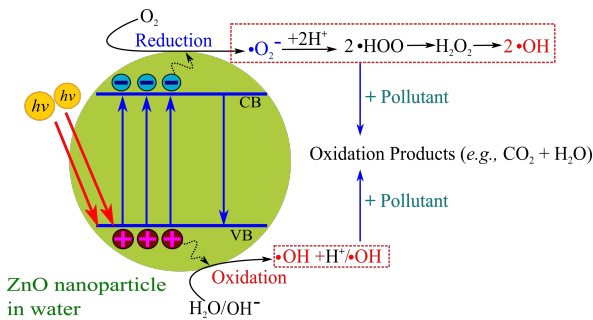 O₂
Reduction
•O₂⁻ +2H⁺ 2 •HOO H₂O₂ 2 •OH
hν hν
CB
+ Pollutant
Oxidation Products (e.g., CO₂ + H₂O)
+ Pollutant
VB
•OH +H⁺/•OH
Oxidation
ZnO nanoparticle
in water
H₂O/OH⁻